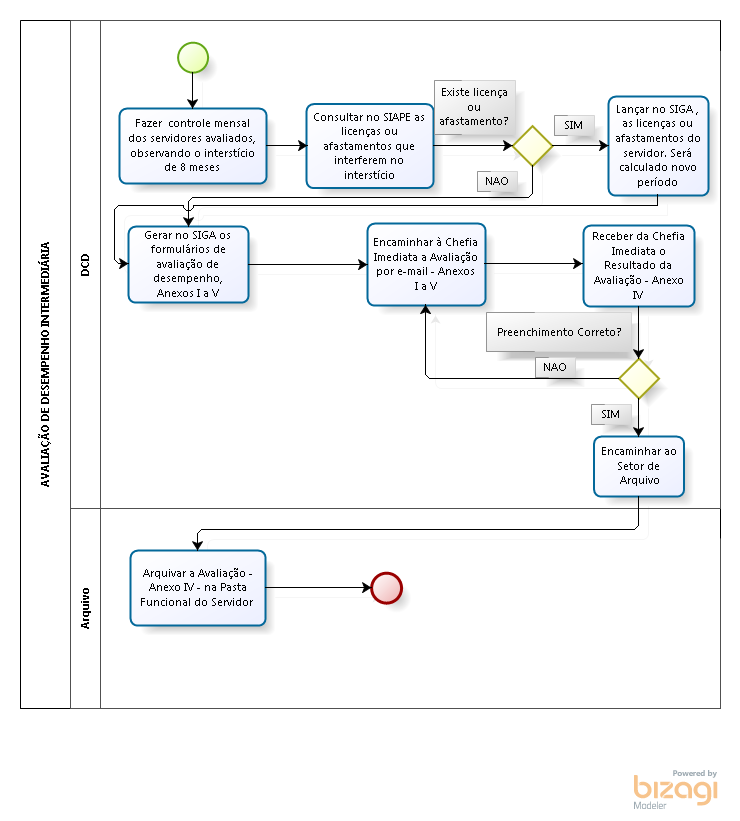 AVALIAÇÃO DE DESEMPENHO INTERMEDIÁRIA
DCD
Fazer controle mensal
dos servidores avaliados,
observando o interstício
de 8 meses
Consultar no SIAPE as
licenças ou
afastamentos que
interferem no
interstício
Existe licença
ou
afastamento?
SIM
NAO
Lançar no SIGA ,
as licenças ou
afastamentos do
servidor. Será
calculado novo
período
Gerar no SIGA os
formulários de
avaliação de
desempenho,
Anexos I a V
Encaminhar à Chefia
Imediata a Avaliação
por e-mail - Anexos
I a V
Receber da Chefia
Imediata o
Resultado da
Avaliação - Anexo
IV
Preenchimento Correto?
NAO
SIM
Encaminhar ao
Setor de
Arquivo
Arquivo
Arquivar a Avaliação -
Anexo IV - na Pasta
Funcional do Servidor
Powered by
bizagi
Modeler